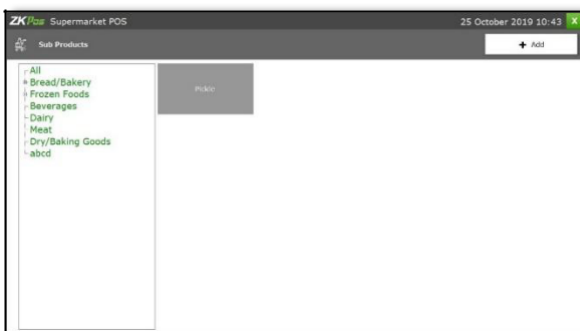 ZKPos Supermarket POS
25 October 2019 10:43 X
Sub Products
+ Add
All
Bread/Bakery
Frozen Foods
Beverages
Dairy
Meat
Dry/Baking Goods
abcd
Pickle